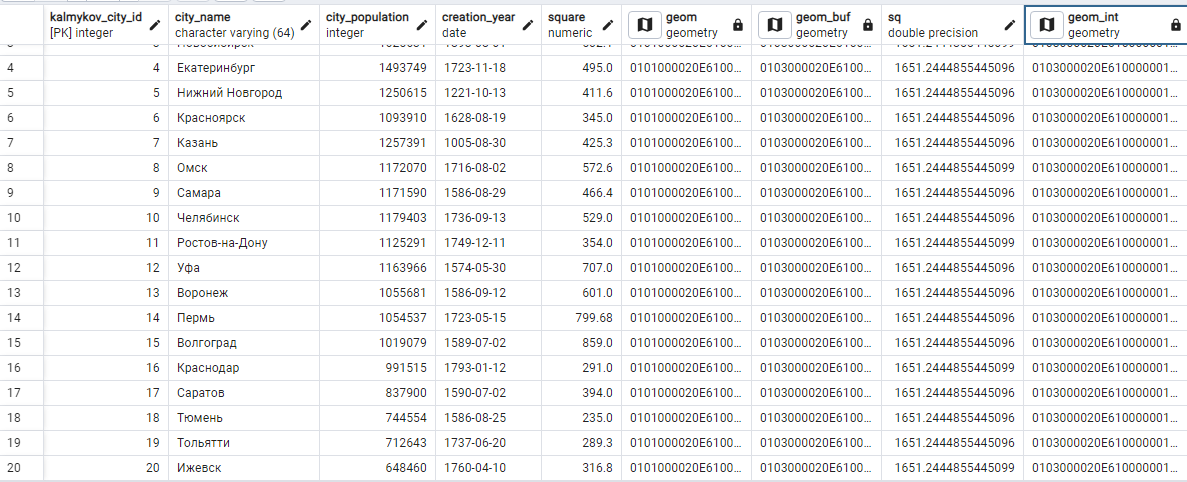 kalmykov_city_id city_name city_population creation_year square geom geom_buf sq geom_int
[PK] integer character varying (64) integer date numeric geometry geometry double precision geometry
4 4 Екатеринбург 1493749 1723-11-18 495.0 0101000020E6100... 0103000020E6100... 1651.2444855445096 0103000020E610000001...
5 5 Нижний Новгород 1250615 1221-10-13 411.6 0101000020E6100... 0103000020E6100... 1651.2444855445096 0103000020E610000001...
6 6 Красноярск 1093910 1628-08-19 345.0 0101000020E6100... 0103000020E6100... 1651.2444855445096 0103000020E610000001...
7 7 Казань 1257391 1005-08-30 425.3 0101000020E6100... 0103000020E6100... 1651.2444855445096 0103000020E610000001...
8 8 Омск 1172070 1716-08-02 572.6 0101000020E6100... 0103000020E6100... 1651.2444855445099 0103000020E610000001...
9 9 Самара 1171590 1586-08-29 466.4 0101000020E6100... 0103000020E6100... 1651.2444855445096 0103000020E610000001...
10 10 Челябинск 1179403 1736-09-13 529.0 0101000020E6100... 0103000020E6100... 1651.2444855445096 0103000020E610000001...
11 11 Ростов-на-Дону 1125291 1749-12-11 354.0 0101000020E6100... 0103000020E6100... 1651.2444855445099 0103000020E610000001...
12 12 Уфа 1163966 1574-05-30 707.0 0101000020E6100... 0103000020E6100... 1651.2444855445096 0103000020E610000001...
13 13 Воронеж 1055681 1586-09-12 601.0 0101000020E6100... 0103000020E6100... 1651.2444855445096 0103000020E610000001...
14 14 Пермь 1054537 1723-05-15 799.68 0101000020E6100... 0103000020E6100... 1651.2444855445096 0103000020E610000001...
15 15 Волгоград 1019079 1589-07-02 859.0 0101000020E6100... 0103000020E6100... 1651.2444855445096 0103000020E610000001...
16 16 Краснодар 991515 1793-01-12 291.0 0101000020E6100... 0103000020E6100... 1651.2444855445099 0103000020E610000001...
17 17 Саратов 837900 1590-07-02 394.0 0101000020E6100... 0103000020E6100... 1651.2444855445096 0103000020E610000001...
18 18 Тюмень 744554 1586-08-25 235.0 0101000020E6100... 0103000020E6100... 1651.2444855445096 0103000020E610000001...
19 19 Тольятти 712643 1737-06-20 289.3 0101000020E6100... 0103000020E6100... 1651.2444855445096 0103000020E610000001...
20 20 Ижевск 648460 1760-04-10 316.8 0101000020E6100... 0103000020E6100... 1651.2444855445099 0103000020E610000001...